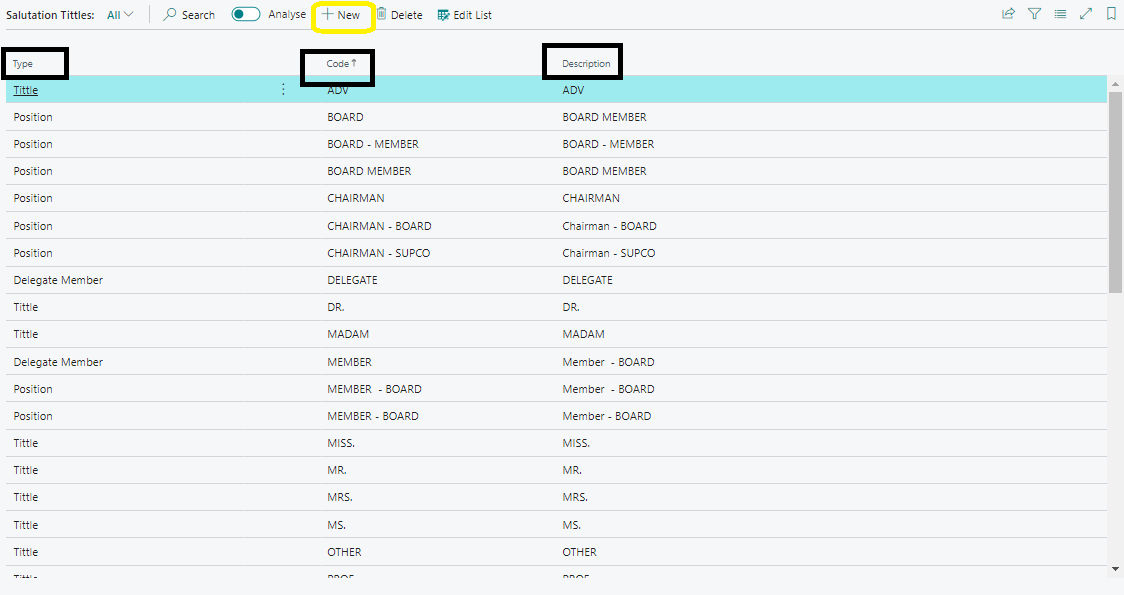 Salutation Tittles: All Search Analyse + New Delete Edit List
Type Code ↑ Description
Tittle ADV ADV
Position BOARD BOARD MEMBER
Position BOARD - MEMBER BOARD - MEMBER
Position BOARD MEMBER BOARD MEMBER
Position CHAIRMAN CHAIRMAN
Position CHAIRMAN - BOARD Chairman - BOARD
Position CHAIRMAN - SUPCO Chairman - SUPCO
Delegate Member DELEGATE DELEGATE
Tittle DR. DR.
Tittle MADAM MADAM
Delegate Member MEMBER Member  - BOARD
Position MEMBER  - BOARD Member  - BOARD
Position MEMBER - BOARD Member - BOARD
Tittle MISS. MISS.
Tittle MR. MR.
Tittle MRS. MRS.
Tittle MS. MS.
Tittle OTHER OTHER